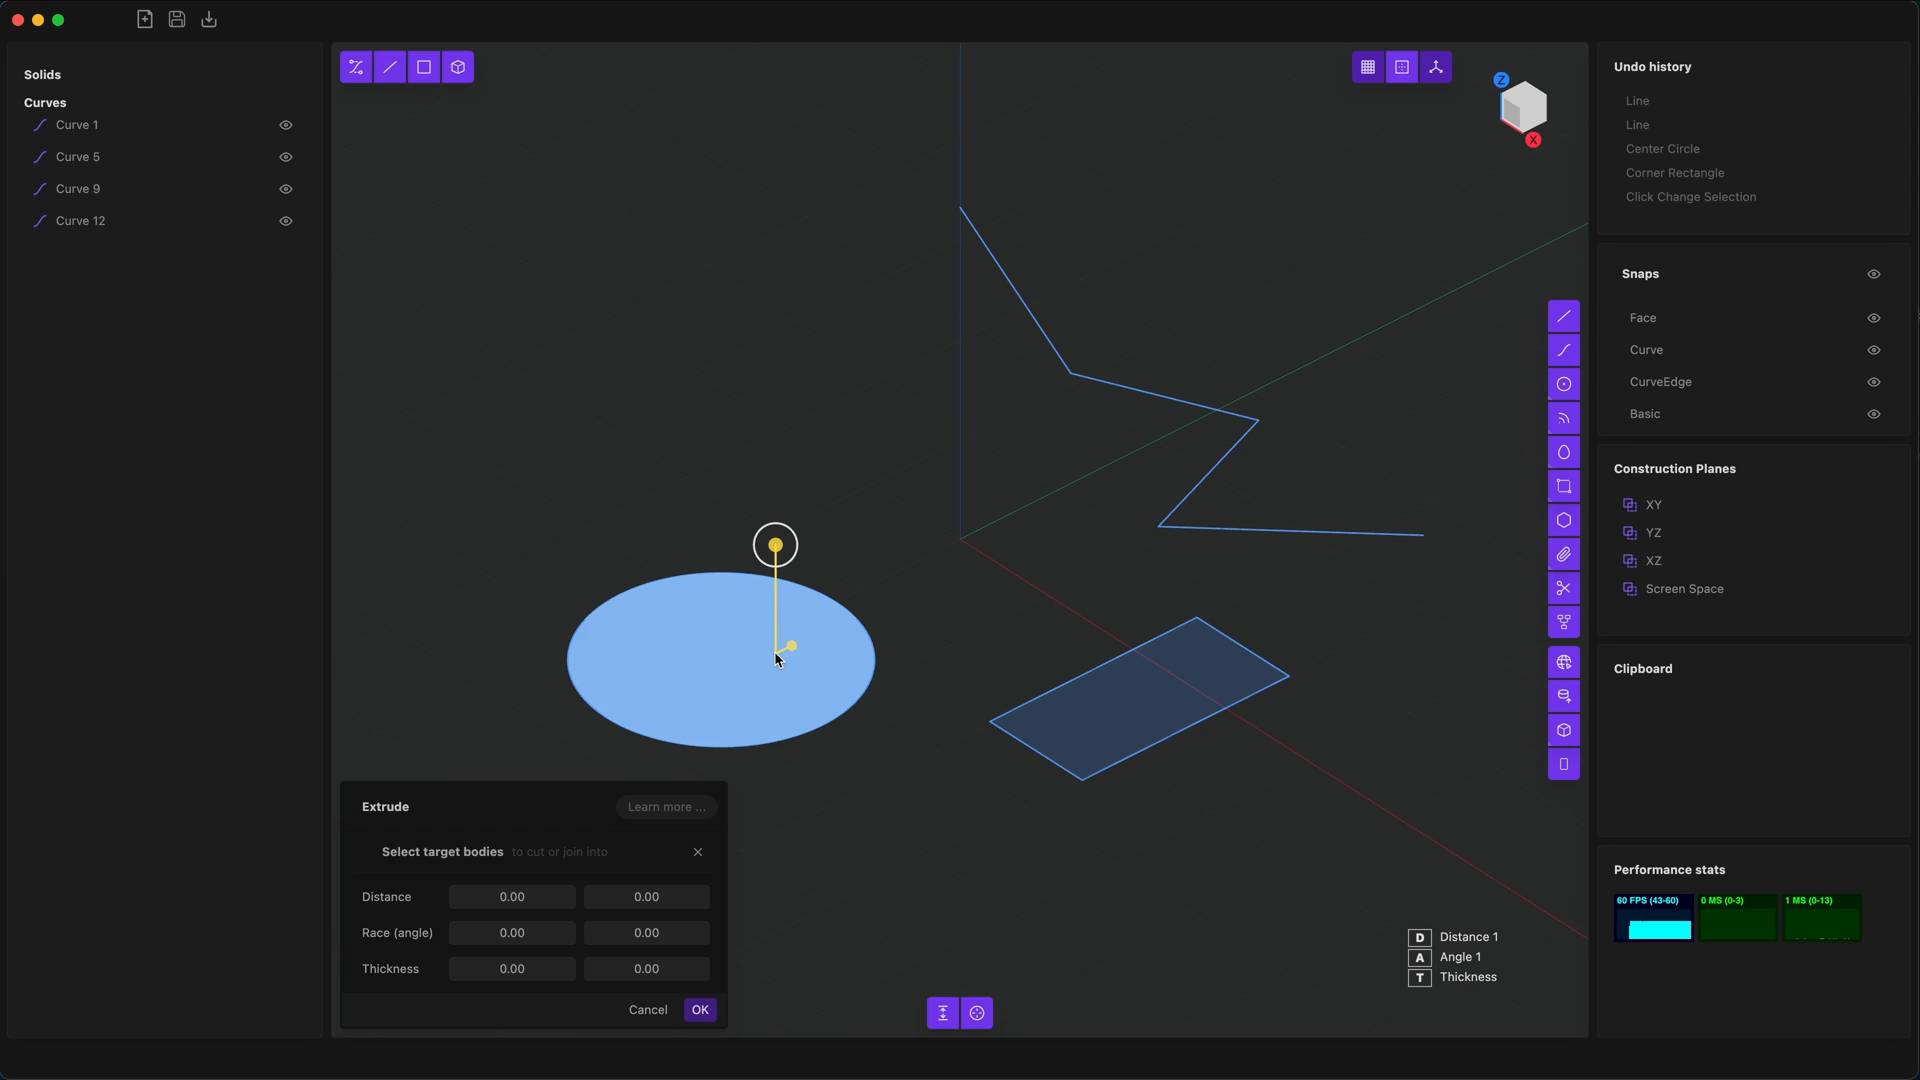 Solids
Curves
Curve 1
Curve 5
Curve 9
Curve 12
Z
X
Extrude
Learn more ...
Select target bodies to cut or join into
Distance 0.00 0.00
Race (angle) 0.00 0.00
Thickness 0.00 0.00
Cancel OK
D Distance 1
A Angle 1
T Thickness
Undo history
Line
Line
Center Circle
Corner Rectangle
Click Change Selection
Snaps
Face
Curve
CurveEdge
Basic
Construction Planes
XY
YZ
XZ
Screen Space
Clipboard
Performance stats
60 FPS (43-60) 0 MS (0-3) 1 MS (0-13)